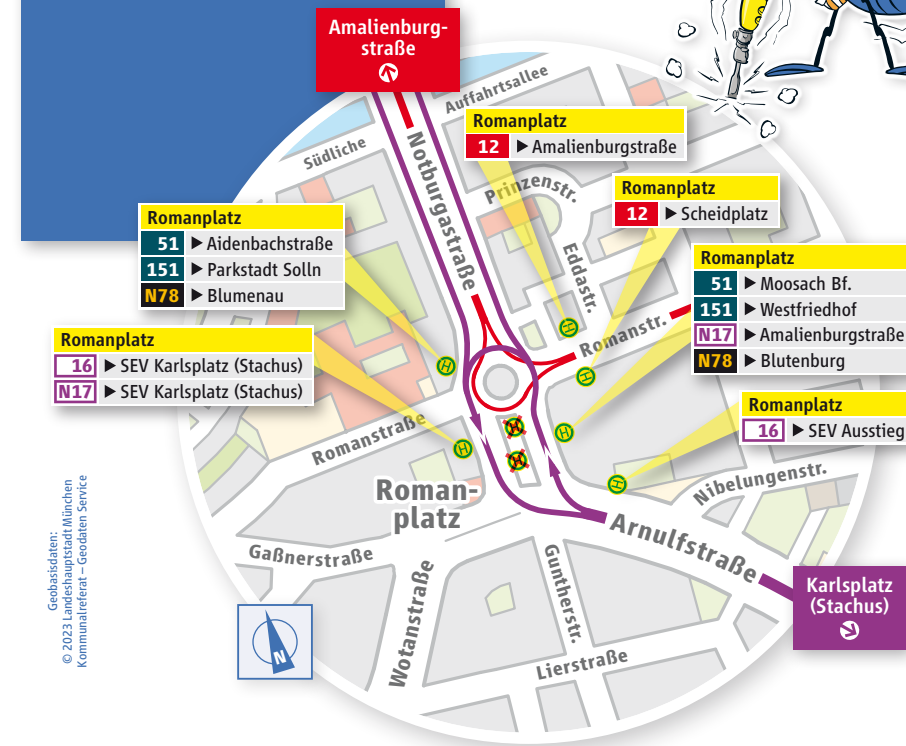 Amalienburg-
straße
Auffahrtsallee
Südliche
Notburgastraße
Romanplatz
12 ▶ Amalienburgstraße
Prinzenstr.
Romanplatz
12 ▶ Scheidplatz
Eddastr.
Romanplatz
51 ▶ Aidenbachstraße
151 ▶ Parkstadt Solln
N78 ▶ Blumenau
Romanplatz
51 ▶ Moosach Bf.
151 ▶ Westfriedhof
N17 ▶ Amalienburgstraße
N78 ▶ Blutenburg
Romanstr.
Romanplatz
16 ▶ SEV Karlsplatz (Stachus)
N17 ▶ SEV Karlsplatz (Stachus)
H
H
H
H
H
H
H
H
Romanplatz
16 ▶ SEV Ausstieg
Romanstraße
Roman-
platz
Nibelungenstr.
Arnulfstraße
Gaßnerstraße
Wotanstraße
Guntherstr.
Lierstraße
Karlsplatz
(Stachus)
N
Geobasisdaten:
© 2023 Landeshauptstadt München
Kommunalreferat – Geodaten Service